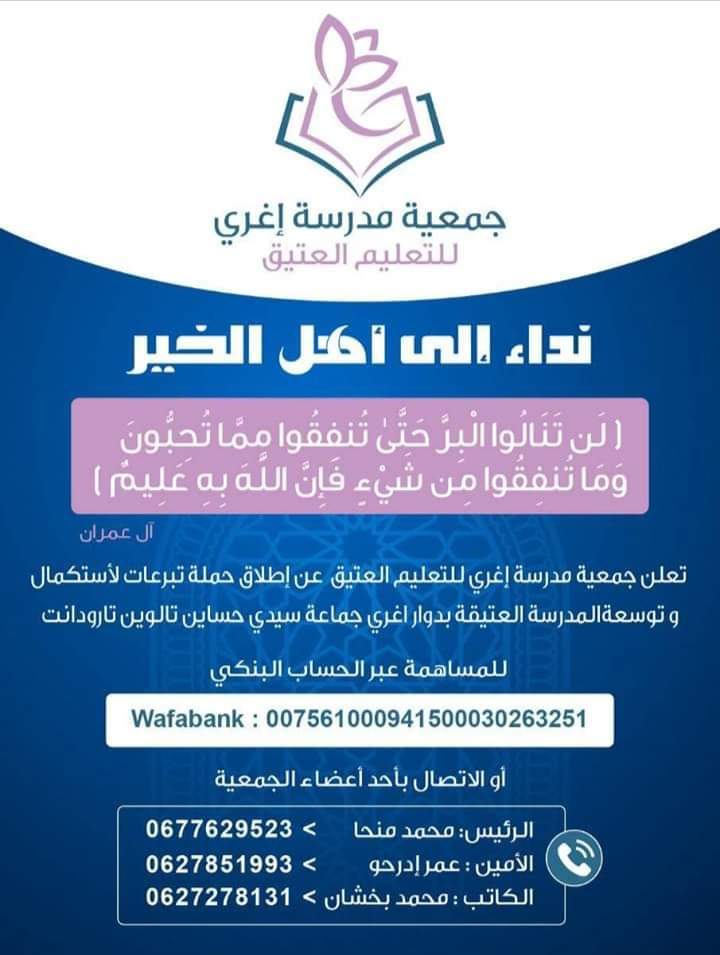 جمعية مدرسة إغري
للتعليم العتيق
نداء إلى أهل الخير
( لَن تَنَالُوا الْبِرَّ حَتَّىٰ تُنفِقُوا مِمَّا تُحِبُّونَ
وَمَا تُنفِقُوا مِن شَيْءٍ فَإِنَّ اللَّهَ بِهِ عَلِيمٌ )
آل عمران
تعلن جمعية مدرسة إغري للتعليم العتيق عن إطلاق حملة تبرعات لأستكمال
و توسعةالمدرسة العتيقة بدوار اغري جماعة سيدي حساين تالوين تارودانت
للمساهمة عبر الحساب البنكي
Wafabank : 007561000941500030263251
أو الاتصال بأحد أعضاء الجمعية
الرئيس: محمد منحا > 0677629523
الأمين : عمر إدرحو > 0627851993
الكاتب : محمد بخشان > 0627278131